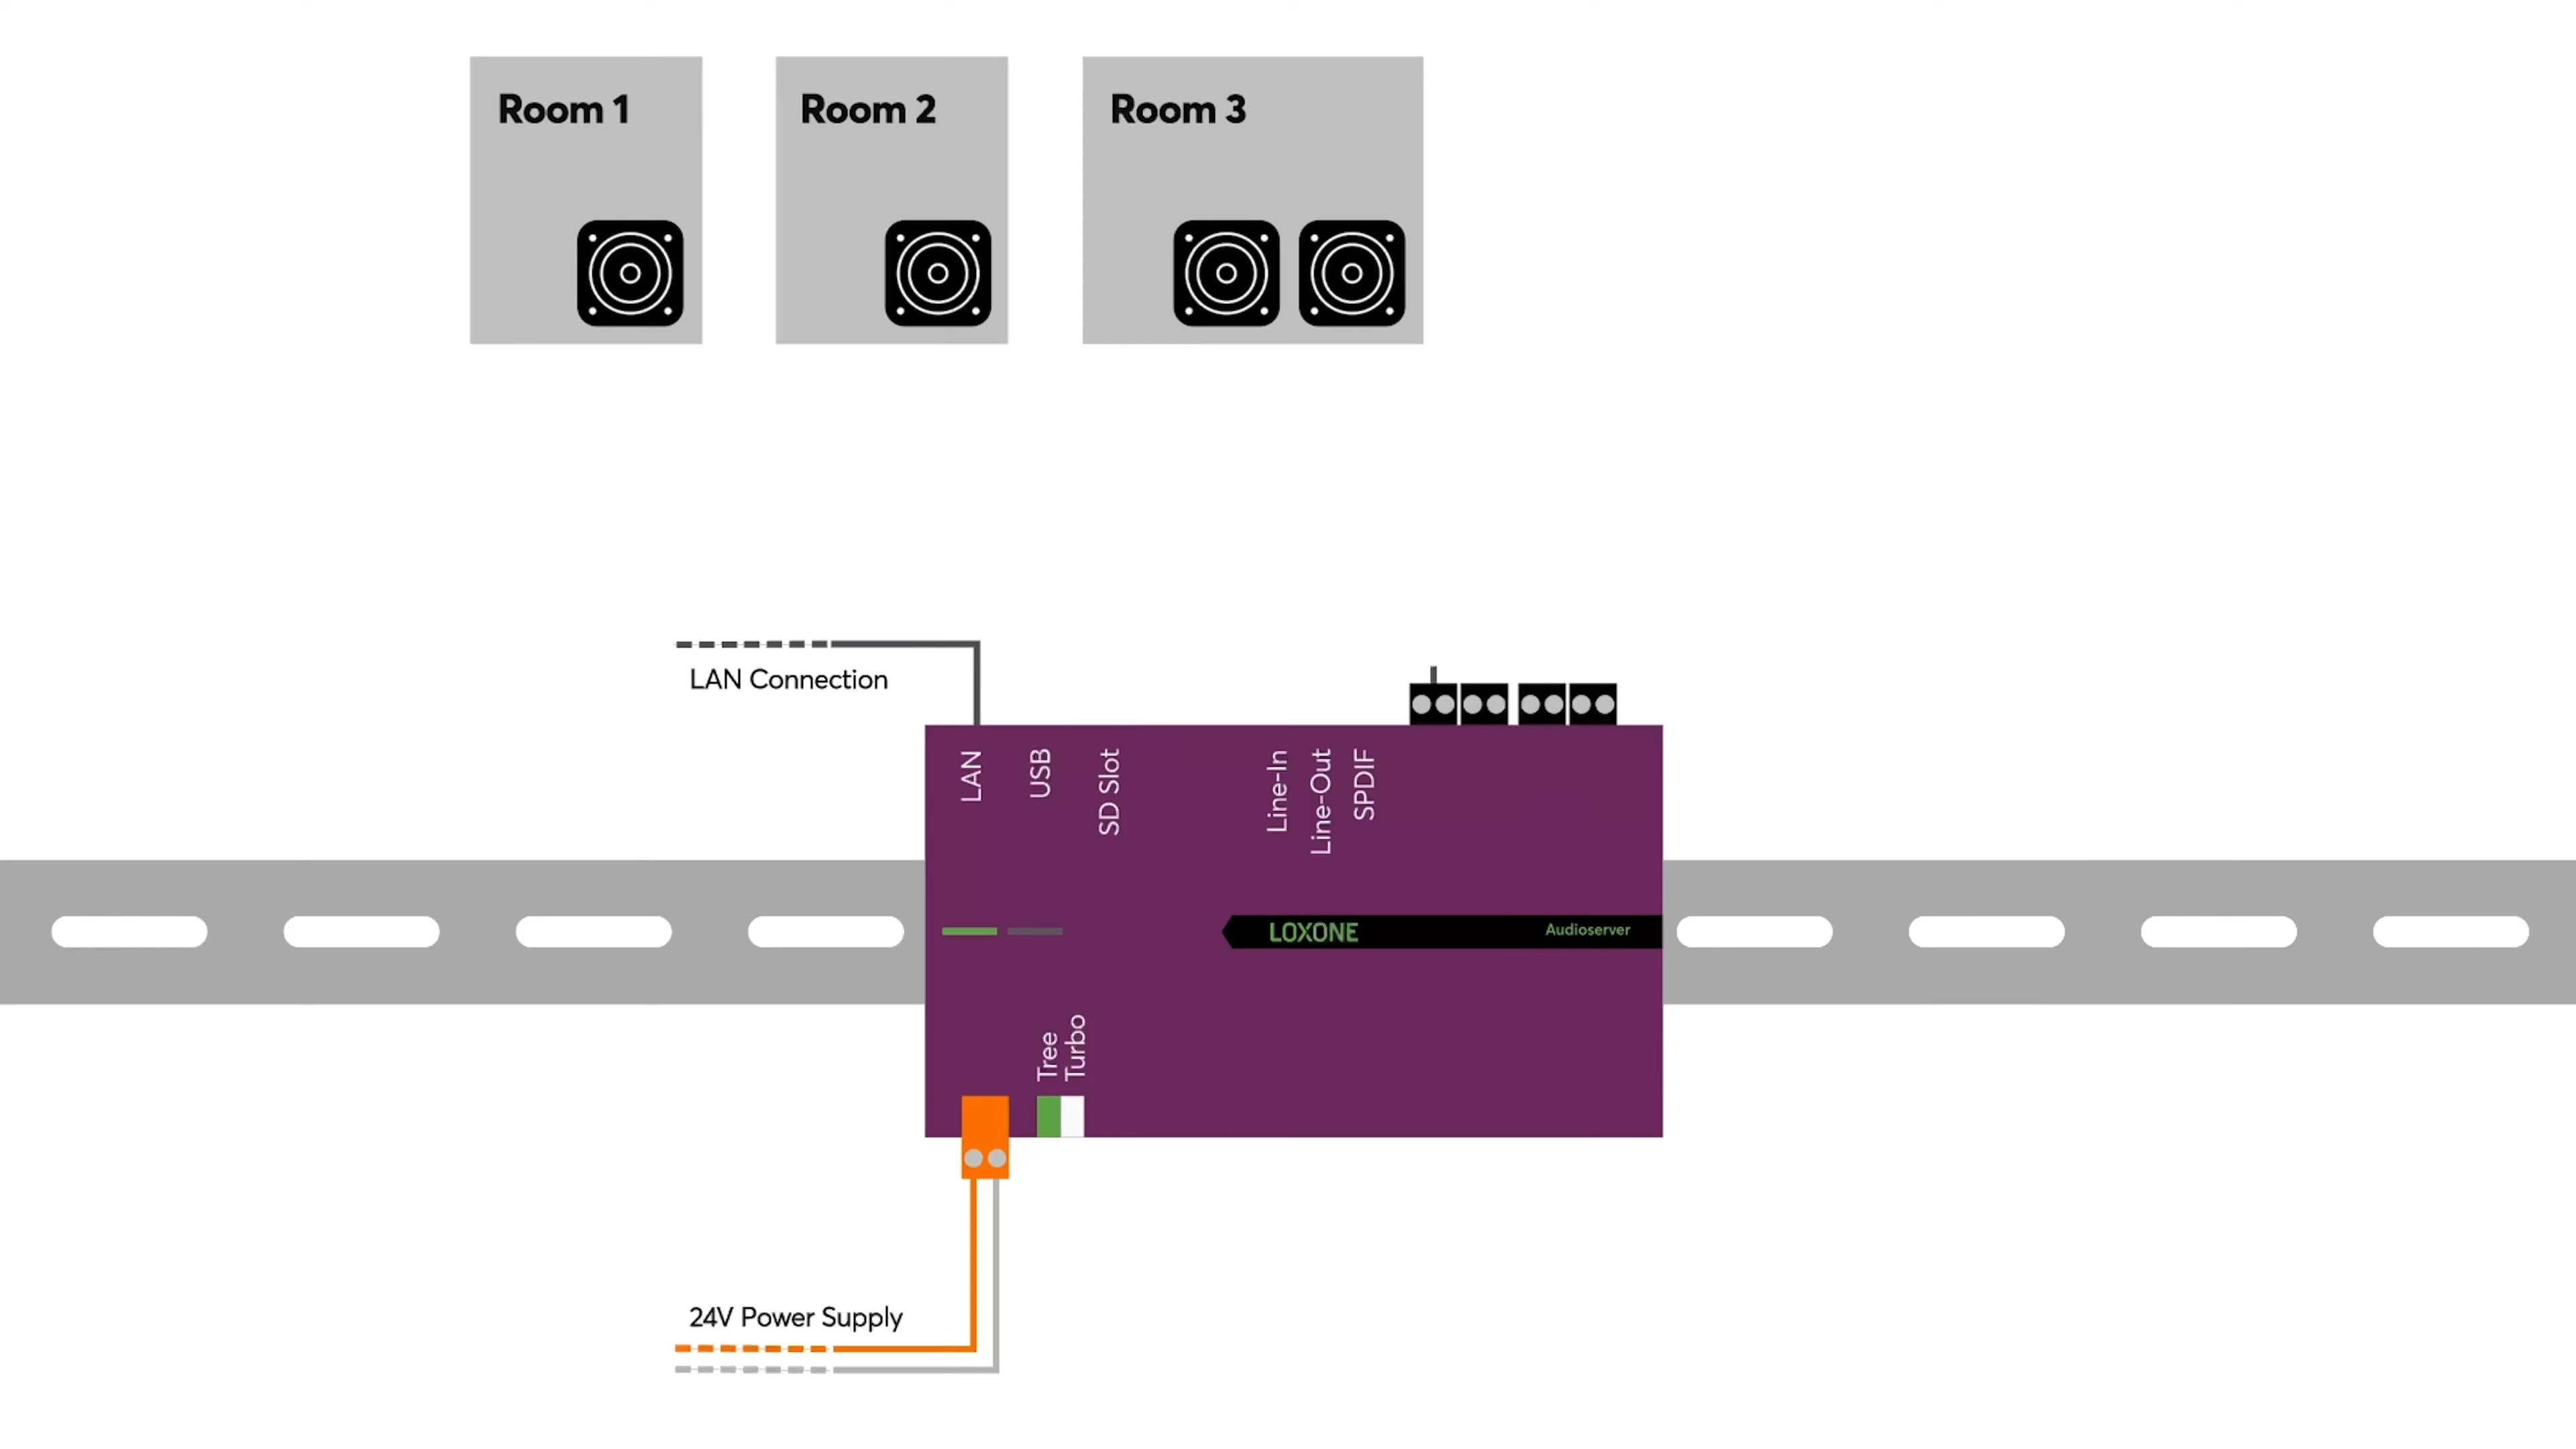 Room 1
Room 2
Room 3
LAN Connection
LAN
USB
SD Slot
Line-In
Line-Out
SPDIF
LOXONE
Audioserver
Tree
Turbo
24V Power Supply